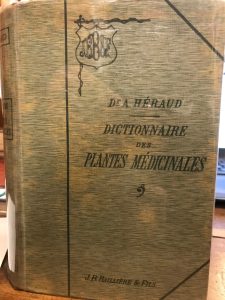 Dr A. HÉRAUD
DICTIONNAIRE
DES
PLANTES MÉDICINALES
J. B. BAILLIÈRE & FILS